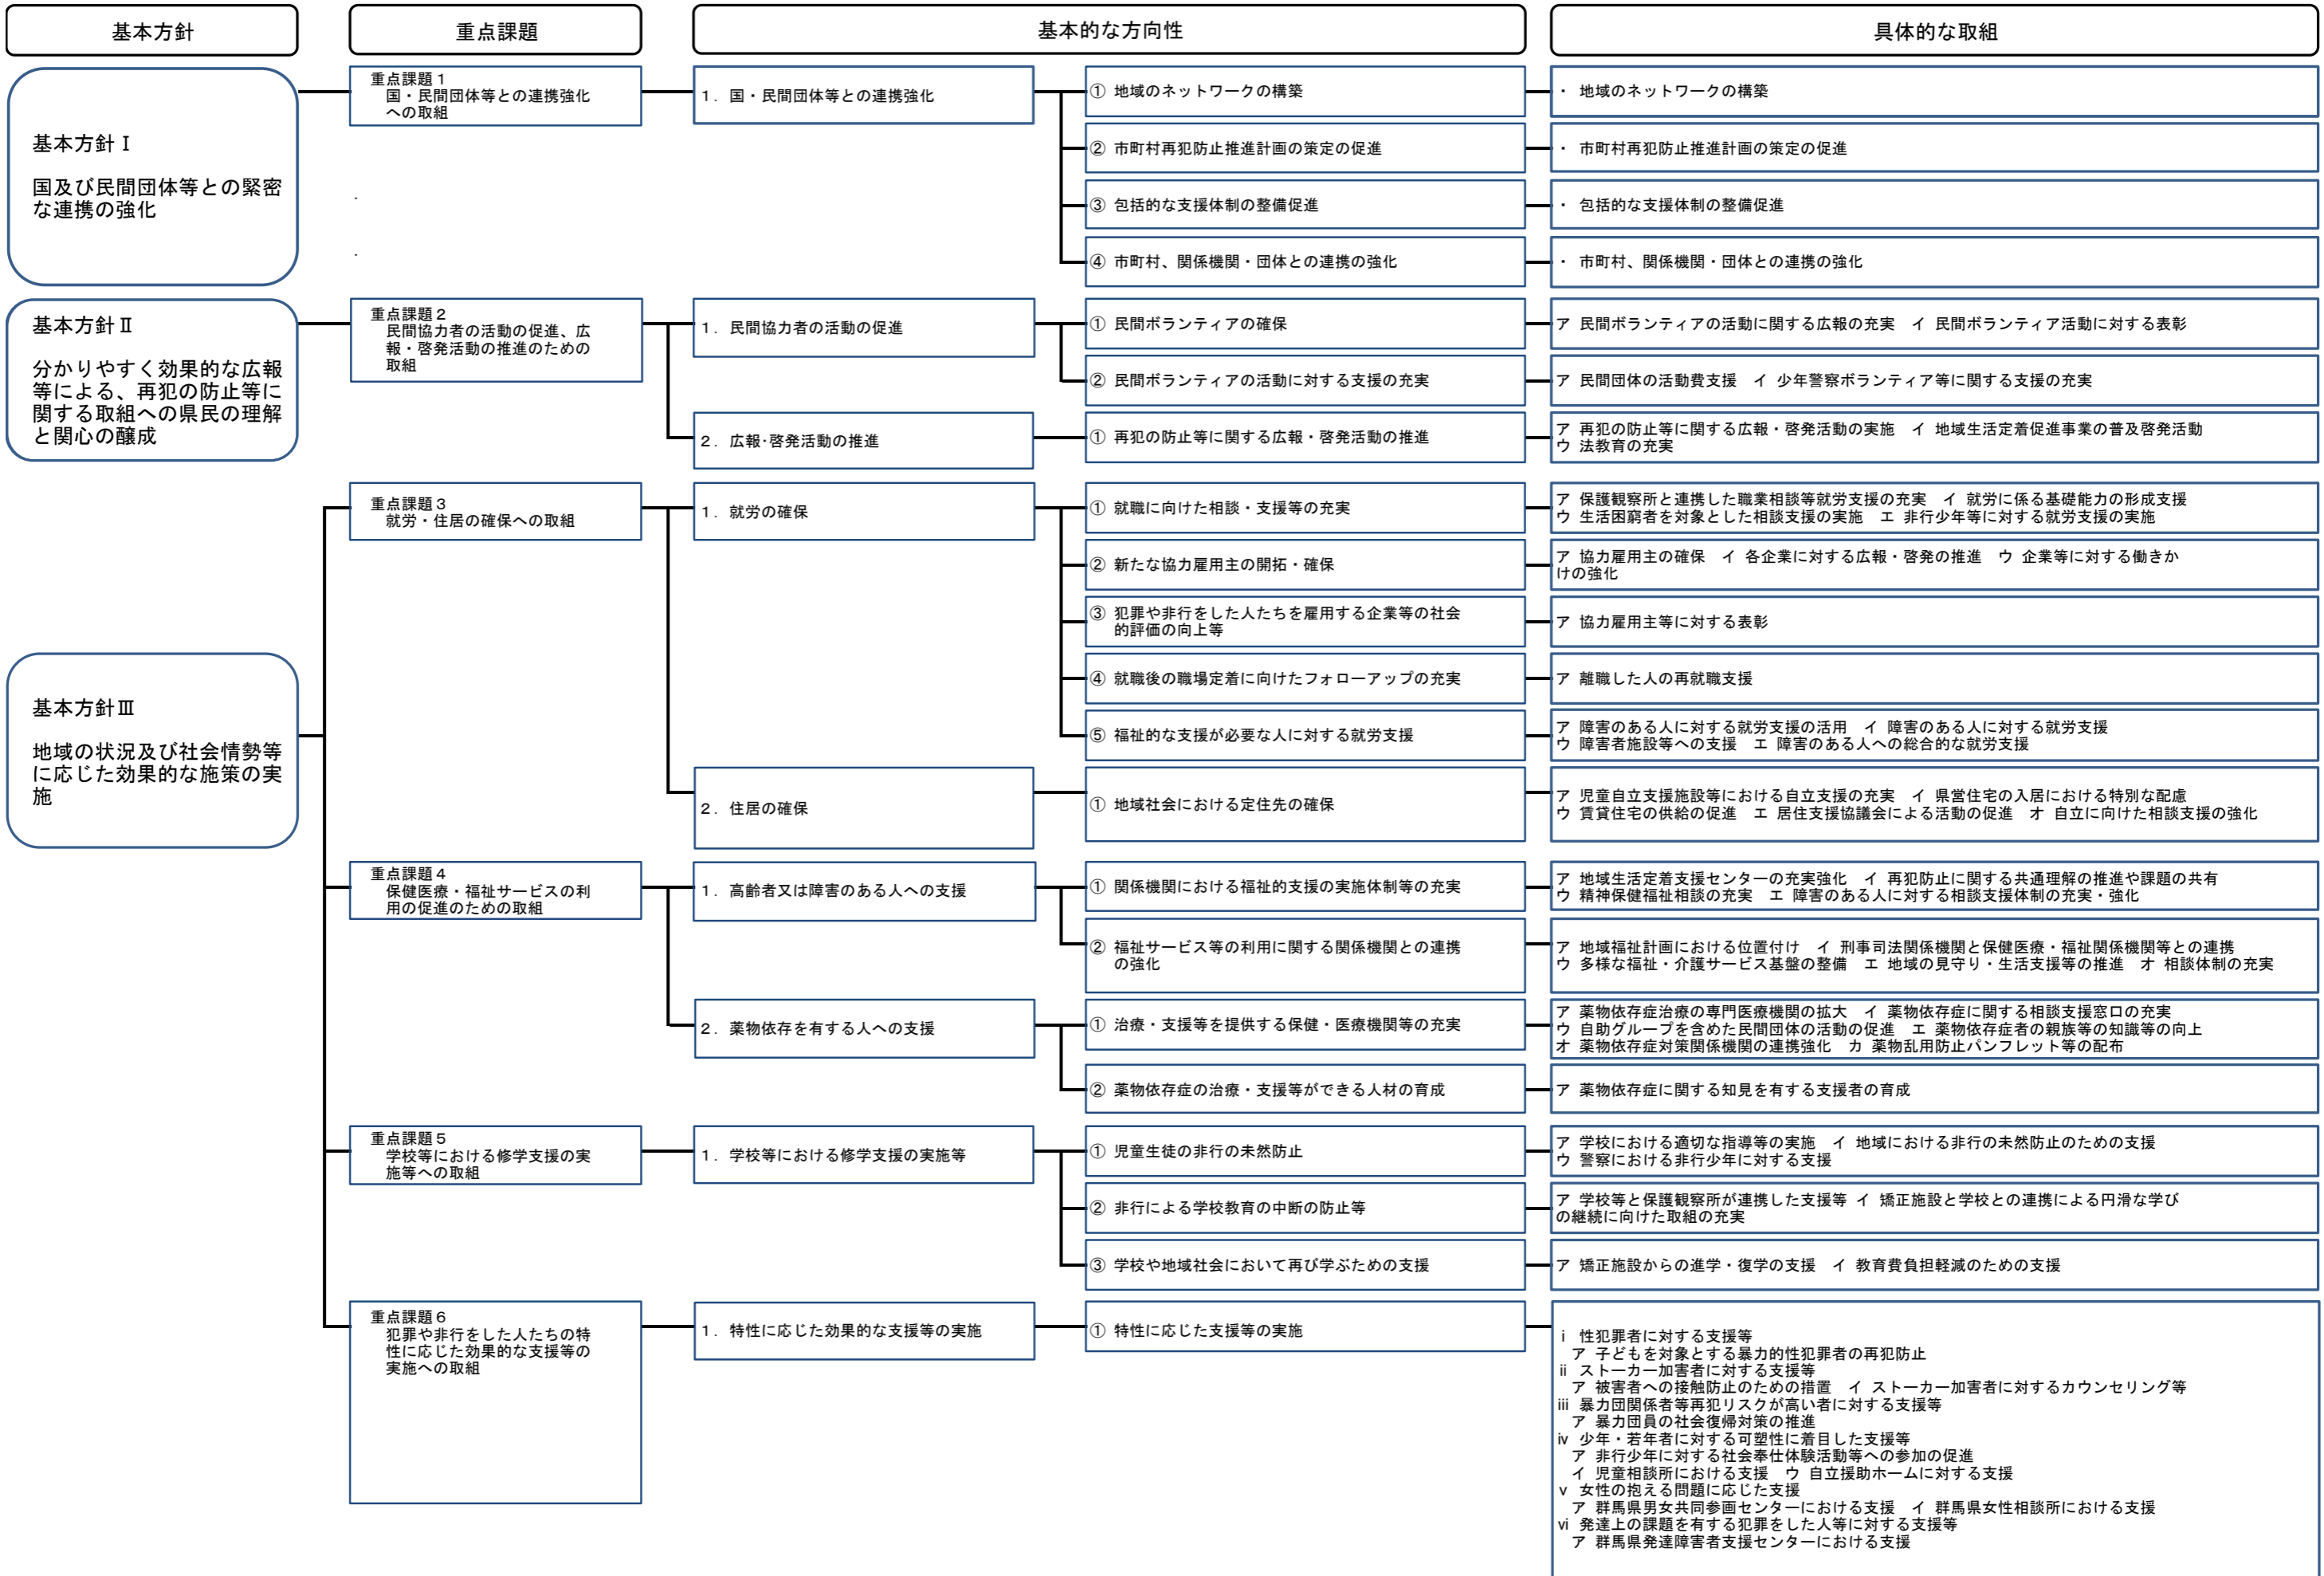 基本方針
重点課題
基本的な方向性
具体的な取組
基本方針Ⅰ
国及び民間団体等との緊密
な連携の強化
重点課題１
国・民間団体等との連携強化
への取組
１．国・民間団体等との連携強化
① 地域のネットワークの構築
・ 地域のネットワークの構築
② 市町村再犯防止推進計画の策定の促進
・ 市町村再犯防止推進計画の策定の促進
③ 包括的な支援体制の整備促進
・ 包括的な支援体制の整備促進
④ 市町村、関係機関・団体との連携の強化
・ 市町村、関係機関・団体との連携の強化
基本方針Ⅱ
分かりやすく効果的な広報
等による、再犯の防止等に
関する取組への県民の理解
と関心の醸成
重点課題２
民間協力者の活動の促進、広
報・啓発活動の推進のための
取組
１．民間協力者の活動の促進
① 民間ボランティアの確保
ア 民間ボランティアの活動に関する広報の充実　イ 民間ボランティア活動に対する表彰
② 民間ボランティアの活動に対する支援の充実
ア 民間団体の活動費支援　イ 少年警察ボランティア等に関する支援の充実
２．広報･啓発活動の推進
① 再犯の防止等に関する広報・啓発活動の推進
ア 再犯の防止等に関する広報・啓発活動の実施　イ 地域生活定着促進事業の普及啓発活動
ウ 法教育の充実
基本方針Ⅲ
地域の状況及び社会情勢等
に応じた効果的な施策の実
施
重点課題３
就労・住居の確保への取組
１．就労の確保
① 就職に向けた相談・支援等の充実
ア 保護観察所と連携した職業相談等就労支援の充実　イ 就労に係る基礎能力の形成支援
ウ 生活困窮者を対象とした相談支援の実施　エ 非行少年等に対する就労支援の実施
② 新たな協力雇用主の開拓・確保
ア 協力雇用主の確保　イ 各企業に対する広報・啓発の推進　ウ 企業等に対する働きか
けの強化
③ 犯罪や非行をした人たちを雇用する企業等の社会
的評価の向上等
ア 協力雇用主等に対する表彰
④ 就職後の職場定着に向けたフォローアップの充実
ア 離職した人の再就職支援
⑤ 福祉的な支援が必要な人に対する就労支援
ア 障害のある人に対する就労支援の活用　イ 障害のある人に対する就労支援
ウ 障害者施設等への支援　エ 障害のある人への総合的な就労支援
２．住居の確保
① 地域社会における定住先の確保
ア 児童自立支援施設等における自立支援の充実　イ 県営住宅の入居における特別な配慮
ウ 賃貸住宅の供給の促進　エ 居住支援協議会による活動の促進　オ 自立に向けた相談支援の強化
重点課題４
保健医療・福祉サービスの利
用の促進のための取組
１．高齢者又は障害のある人への支援
① 関係機関における福祉的支援の実施体制等の充実
ア 地域生活定着支援センターの充実強化　イ 再犯防止に関する共通理解の推進や課題の共有
ウ 精神保健福祉相談の充実　エ 障害のある人に対する相談支援体制の充実・強化
② 福祉サービス等の利用に関する関係機関との連携
の強化
ア 地域福祉計画における位置付け　イ 刑事司法関係機関と保健医療・福祉関係機関等との連携
ウ 多様な福祉・介護サービス基盤の整備　エ 地域の見守り・生活支援等の推進　オ 相談体制の充実
２．薬物依存を有する人への支援
① 治療・支援等を提供する保健・医療機関等の充実
ア 薬物依存症治療の専門医療機関の拡大　イ 薬物依存症に関する相談支援窓口の充実
ウ 自助グループを含めた民間団体の活動の促進　エ 薬物依存症者の親族等の知識等の向上
オ 薬物依存症対策関係機関の連携強化　カ 薬物乱用防止パンフレット等の配布
② 薬物依存症の治療・支援等ができる人材の育成
ア 薬物依存症に関する知見を有する支援者の育成
重点課題５
学校等における修学支援の実
施等への取組
１．学校等における修学支援の実施等
① 児童生徒の非行の未然防止
ア 学校における適切な指導等の実施　イ 地域における非行の未然防止のための支援
ウ 警察における非行少年に対する支援
② 非行による学校教育の中断の防止等
ア 学校等と保護観察所が連携した支援等 イ 矯正施設と学校との連携による円滑な学び
の継続に向けた取組の充実
③ 学校や地域社会において再び学ぶための支援
ア 矯正施設からの進学・復学の支援　イ 教育費負担軽減のための支援
重点課題６
犯罪や非行をした人たちの特
性に応じた効果的な支援等の
実施への取組
１．特性に応じた効果的な支援等の実施
① 特性に応じた支援等の実施
ⅰ 性犯罪者に対する支援等
ア 子どもを対象とする暴力的性犯罪者の再犯防止
ⅱ ストーカー加害者に対する支援等
ア 被害者への接触防止のための措置　イ ストーカー加害者に対するカウンセリング等
ⅲ 暴力団関係者等再犯リスクが高い者に対する支援等
ア 暴力団員の社会復帰対策の推進
ⅳ 少年・若年者に対する可塑性に着目した支援等
ア 非行少年に対する社会奉仕体験活動等への参加の促進
イ 児童相談所における支援　ウ 自立援助ホームに対する支援
ⅴ 女性の抱える問題に応じた支援
ア 群馬県男女共同参画センターにおける支援　イ 群馬県女性相談所における支援
ⅵ 発達上の課題を有する犯罪をした人等に対する支援等
ア 群馬県発達障害者支援センターにおける支援